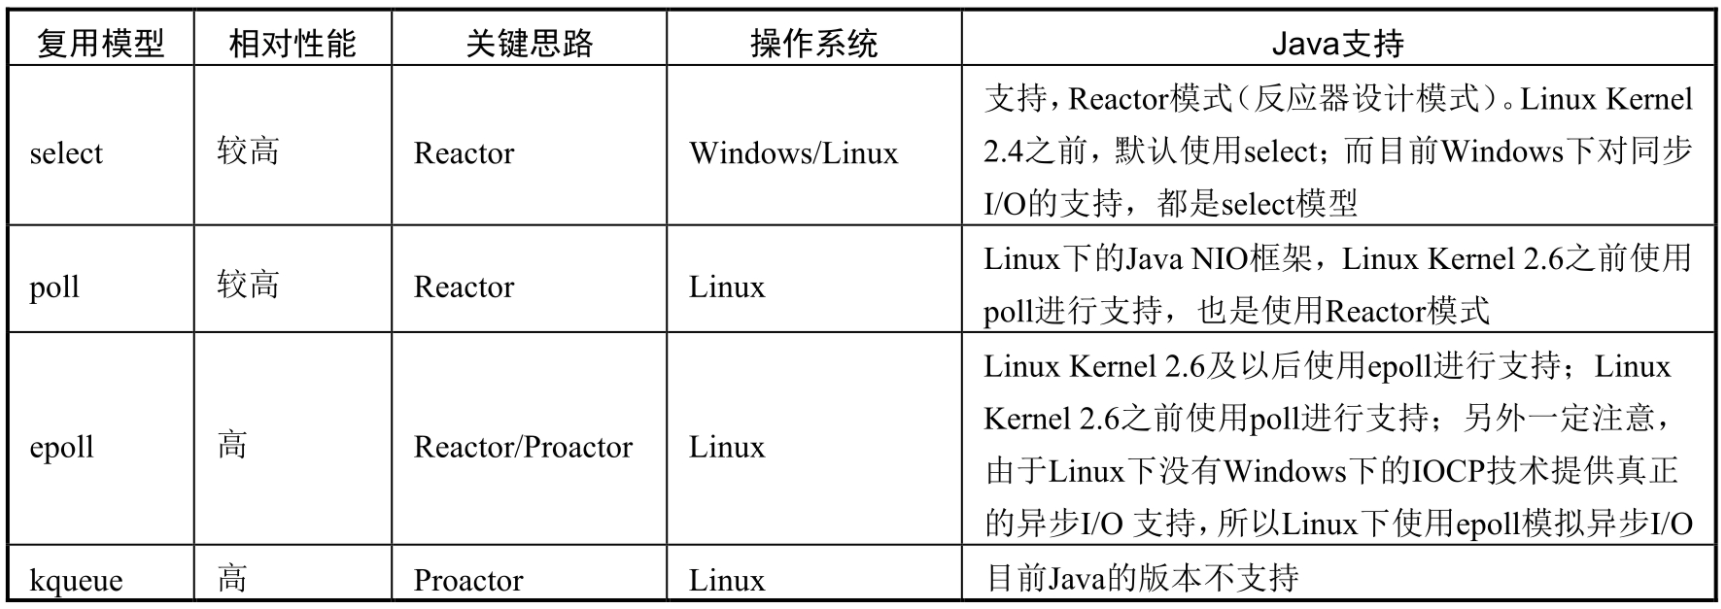 复用模型 相对性能 关键思路 操作系统 Java支持
支持，Reactor模式（反应器设计模式）。Linux Kernel
select 较高 Reactor Windows/Linux 2.4之前，默认使用select；而目前Windows下对同步
I/O的支持，都是select模型
Linux下的Java NIO框架，Linux Kernel 2.6之前使用
poll 较高 Reactor Linux
poll进行支持，也是使用Reactor模式
Linux Kernel 2.6及以后使用epoll进行支持；Linux
Kernel 2.6之前使用poll进行支持；另外一定注意，
epoll 高 Reactor/Proactor Linux
由于Linux下没有Windows下的IOCP技术提供真正
的异步I/O 支持，所以Linux下使用epoll模拟异步I/O
kqueue 高 Proactor Linux 目前Java的版本不支持